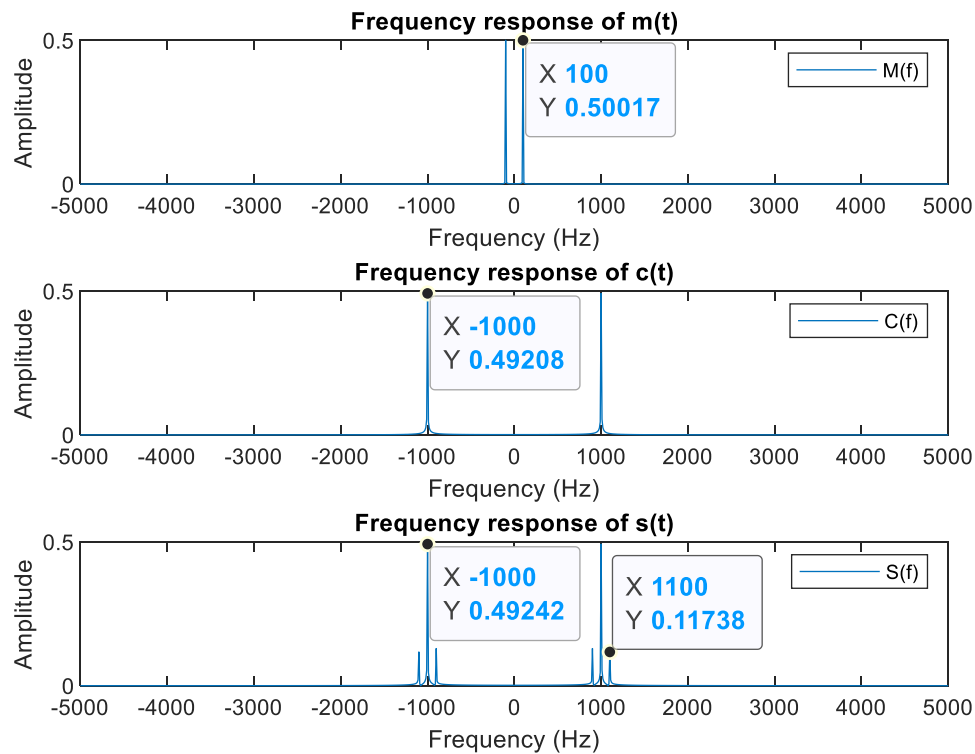 Frequency response of m(t)
0.5
0
Amplitude
X 100
Y 0.50017
M(f)
-5000 -4000 -3000 -2000 -1000 0 1000 2000 3000 4000 5000
Frequency (Hz)
Frequency response of c(t)
0.5
0
Amplitude
X -1000
Y 0.49208
C(f)
-5000 -4000 -3000 -2000 -1000 0 1000 2000 3000 4000 5000
Frequency (Hz)
Frequency response of s(t)
0.5
0
Amplitude
X -1000
Y 0.49242
X 1100
Y 0.11738
S(f)
-5000 -4000 -3000 -2000 -1000 0 1000 2000 3000 4000 5000
Frequency (Hz)